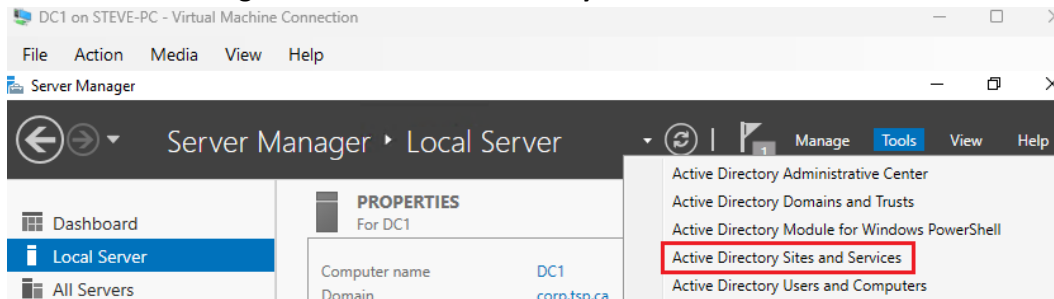 DC1 on STEVE-PC - Virtual Machine Connection
File Action Media View Help
Server Manager
Server Manager • Local Server
1 Manage Tools View Help
Active Directory Administrative Center
Active Directory Domains and Trusts
Active Directory Module for Windows PowerShell
Active Directory Sites and Services
Active Directory Users and Computers
Dashboard
Local Server
All Servers
PROPERTIES
For DC1
Computer name DC1
Domain corp.tsp.ca